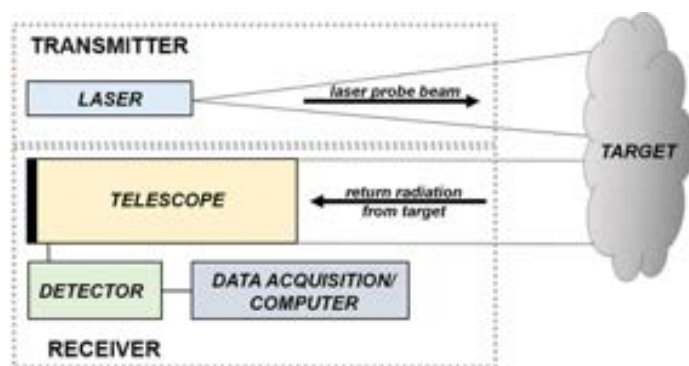 TRANSMITTER
LASER
laser probe beam
TARGET
TELESCOPE
return radiation
from target
DETECTOR
DATA ACQUISITION/
COMPUTER
RECEIVER